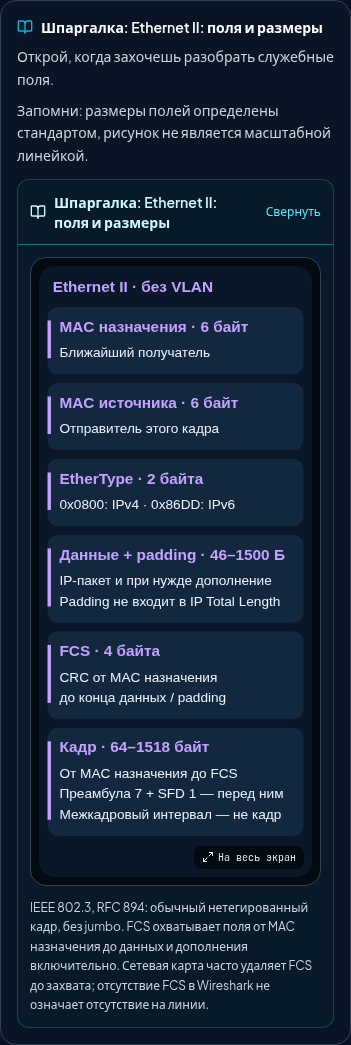 Шпаргалка: Ethernet II: поля и размеры
Открой, когда захочешь разобрать служебные
поля.
Запомни: размеры полей определены
стандартом, рисунок не является масштабной
линейкой.
Шпаргалка: Ethernet II:
поля и размеры
Свернуть
Ethernet II · без VLAN
MAC назначения · 6 байт
Ближайший получатель
MAC источника · 6 байт
Отправитель этого кадра
EtherType · 2 байта
0x0800: IPv4 · 0x86DD: IPv6
Данные + padding · 46–1500 Б
IP-пакет и при нужде дополнение
Padding не входит в IP Total Length
FCS · 4 байта
CRC от MAC назначения
до конца данных / padding
Кадр · 64–1518 байт
От MAC назначения до FCS
Преамбула 7 + SFD 1 — перед ним
Межкадровый интервал — не кадр
На весь экран
IEEE 802.3, RFC 894: обычный нетегированный
кадр, без jumbo. FCS охватывает поля от MAC
назначения до данных и дополнения
включительно. Сетевая карта часто удаляет FCS
до захвата; отсутствие FCS в Wireshark не
означает отсутствие на линии.